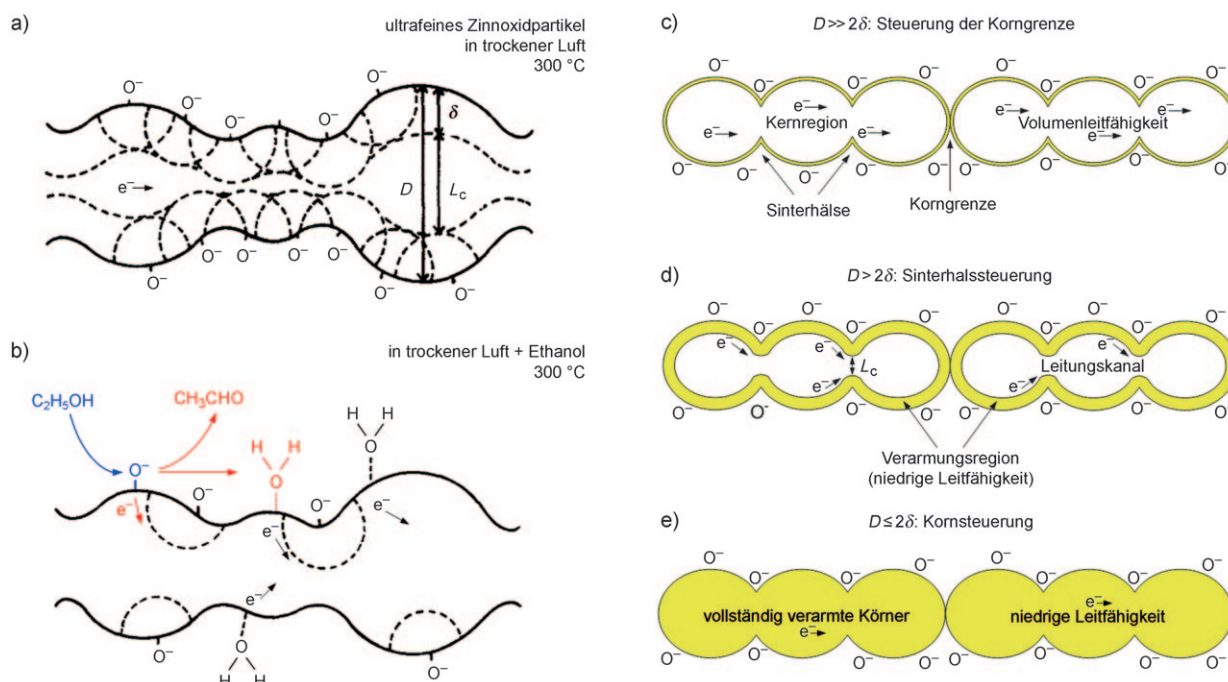 a)
ultrafeines Zinnoxidpartikel
in trockener Luft
300 °C
O⁻
O⁻
O⁻
O⁻
O⁻
δ
e⁻
D
L_c
O⁻
O⁻
O⁻
O⁻
O⁻
O⁻
O⁻
b)
in trockener Luft + Ethanol
300 °C
C₂H₅OH
CH₃CHO
H H
O
H H
O
O⁻
O⁻
O⁻
e⁻
e⁻
e⁻
e⁻
O
H H
O⁻
c) D>>2δ: Steuerung der Korngrenze
O⁻ O⁻ O⁻ O⁻ O⁻ O⁻ O⁻ O⁻
e⁻ e⁻ e⁻
Kernregion Volumenleitfähigkeit
e⁻ e⁻ e⁻
O⁻ O⁻ O⁻ O⁻ O⁻ O⁻ O⁻ O⁻
Sinterhälse Korngrenze
d) D>2δ: Sinterhalssteuerung
O⁻ O⁻ O⁻ O⁻ O⁻ O⁻ O⁻ O⁻
e⁻ e⁻ e⁻
L_c Leitungskanal
e⁻ e⁻
O⁻ O⁻ O⁻ O⁻ O⁻ O⁻ O⁻ O⁻
Verarmungsregion
(niedrige Leitfähigkeit)
e) D≤2δ: Kornsteuerung
O⁻ O⁻ O⁻ O⁻ O⁻ O⁻ O⁻ O⁻
vollständig verarmte Körner niedrige Leitfähigkeit
e⁻ e⁻
O⁻ O⁻ O⁻ O⁻ O⁻ O⁻ O⁻ O⁻